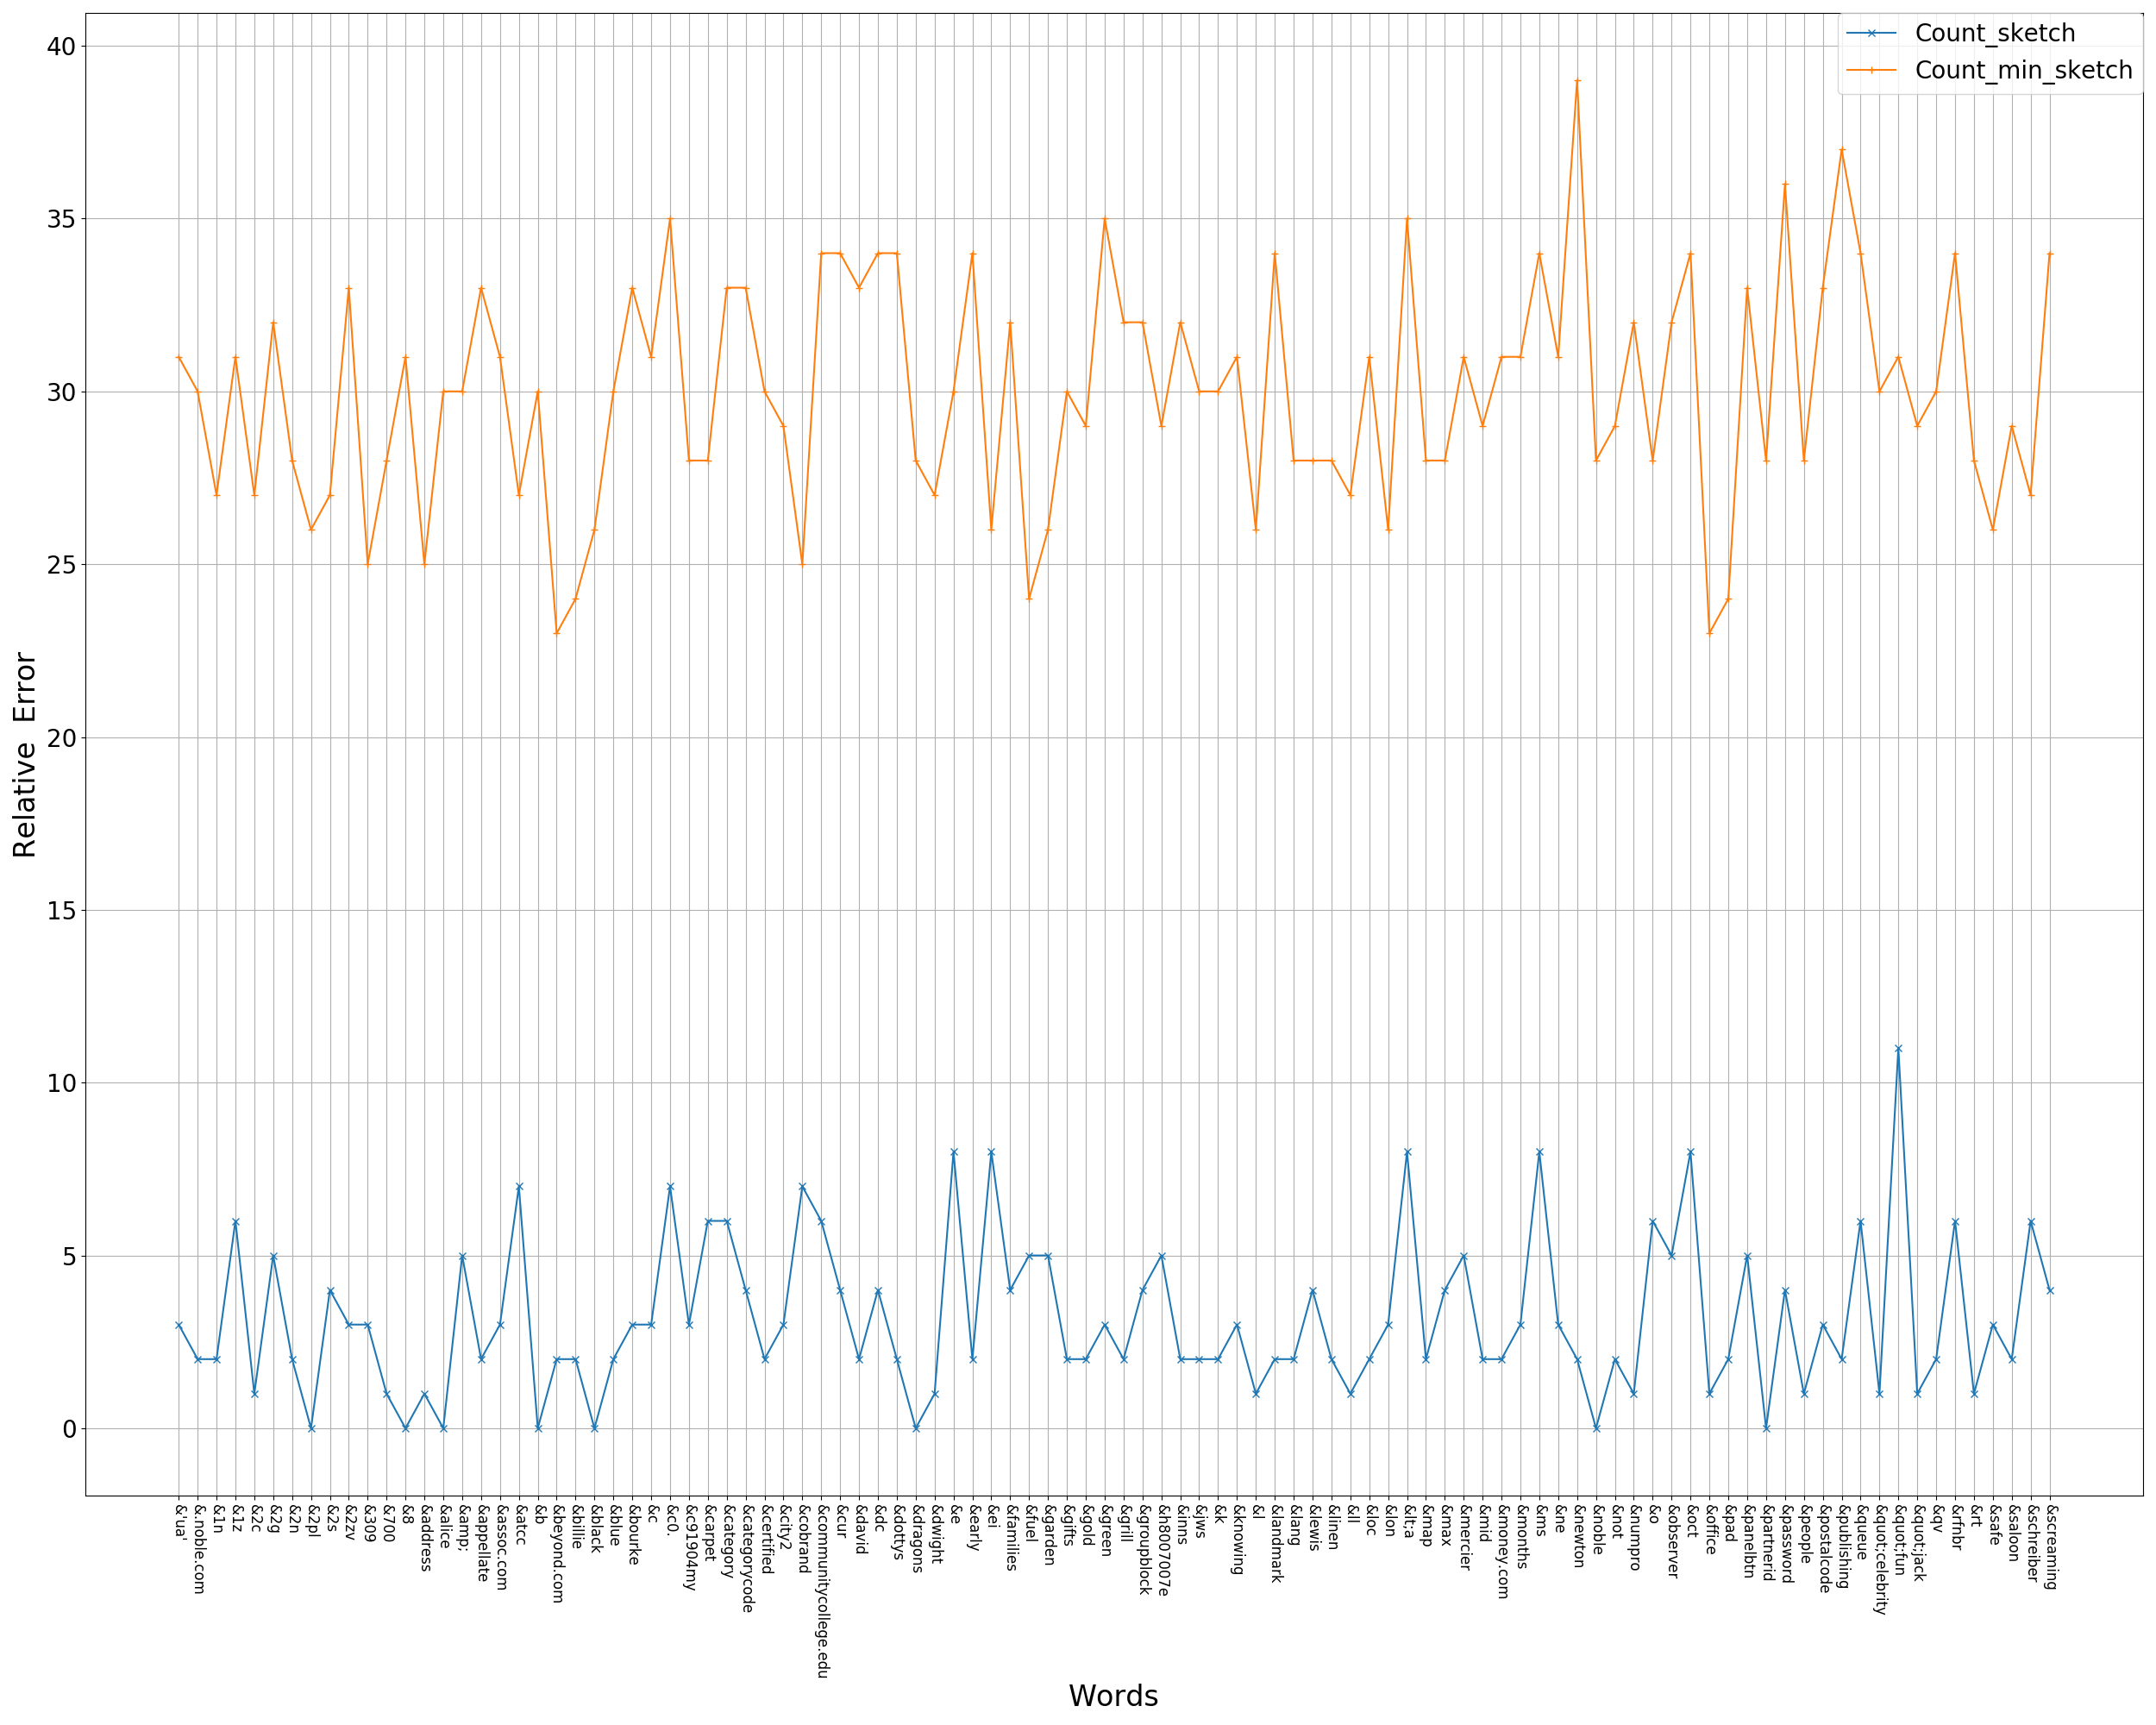 Count_sketch
Count_min_sketch
40
35
30
25
20
15
10
5
0
Relative Error
&'ua'
&.noble.com
&1n
&1z
&2c
&2g
&2n
&2pl
&2s
&2zv
&309
&700
&8
&address
&alice
&amp;
&appellate
&assoc.com
&atcc
&b
&beyond.com
&billie
&black
&blue
&bourke
&c
&c0.
&c91904my
&carpet
&category
&categorycode
&certified
&city2
&cobrand
&communitycollege.edu
&cur
&david
&dc
&dottys
&dragons
&dwight
&e
&early
&ei
&families
&fuel
&garden
&gifts
&gold
&green
&grill
&groupblock
&h8007007e
&inns
&jws
&k
&knowing
&l
&landmark
&lang
&lewis
&linen
&ll
&loc
&lon
&lt;a
&map
&max
&mercier
&mid
&money.com
&months
&ms
&ne
&newton
&noble
&not
&numpro
&o
&observer
&oct
&office
&pad
&panelbtn
&partnerid
&password
&people
&postalcode
&publishing
&queue
&quot;celebrity
&quot;fun
&quot;jack
&qv
&rfnbr
&rt
&safe
&saloon
&schreiber
&screaming
Words